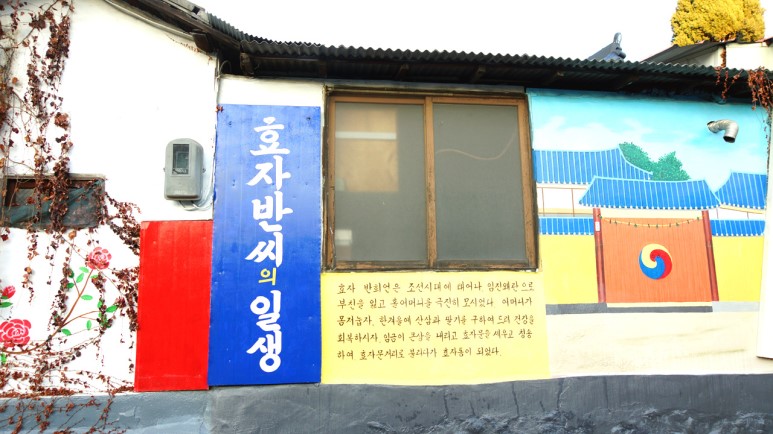 효자반씨의 일생
효자 반희언은 조선시대에 태어나 임진왜란으로
부친을 잃고 홀어머니를 극진히 모시었다. 어머니가
몸져눕자, 한겨울에 산삼과 딸기를 구하여 드려 건강을
회복하시자, 임금이 큰상을 내리고 효자문을 세우고 칭송
하여 효자문거리로 불리다가 효자동이 되었다.